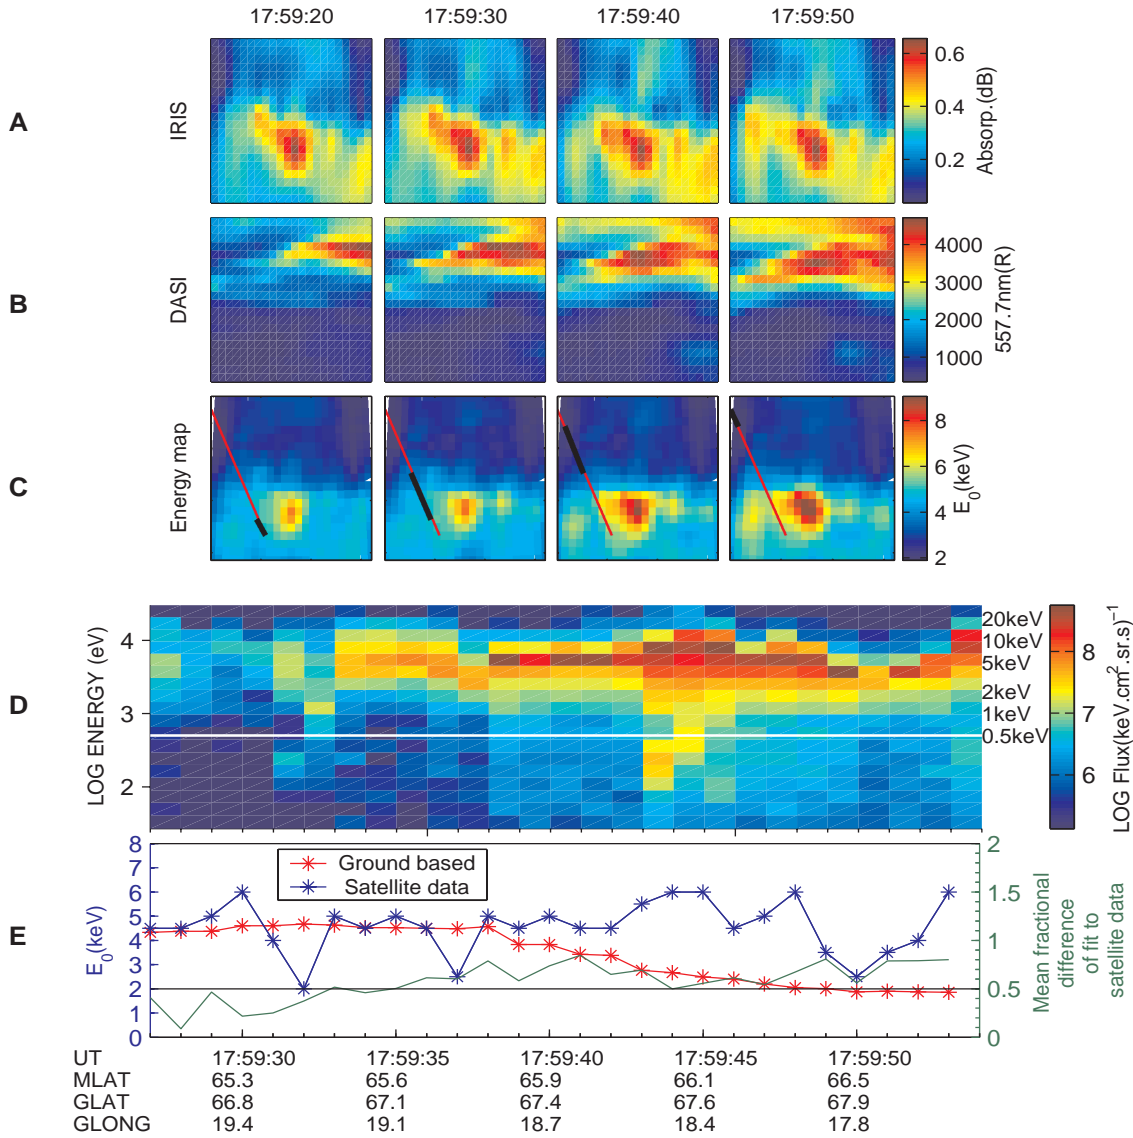 17:59:20 17:59:30 17:59:40 17:59:50
A
IRIS
0.6
0.4
0.2
Absorp.(dB)
B
DASI
4000
3000
2000
1000
557.7nm(R)
C
Energy map
8
6
4
2
E0(keV)
D
LOG ENERGY (eV)
4
3
2
20keV
10keV
5keV
2keV
1keV
0.5keV
8
7
6
LOG Flux(keV.cm2.sr.s)−1
E
E0(keV)
8
7
6
5
4
3
2
1
0
Ground based
Satellite data
2
1.5
1
0.5
0
Mean fractional
difference
of fit to
satellite data
UT 17:59:30 17:59:35 17:59:40 17:59:45 17:59:50
MLAT 65.3 65.6 65.9 66.1 66.5
GLAT 66.8 67.1 67.4 67.6 67.9
GLONG 19.4 19.1 18.7 18.4 17.8